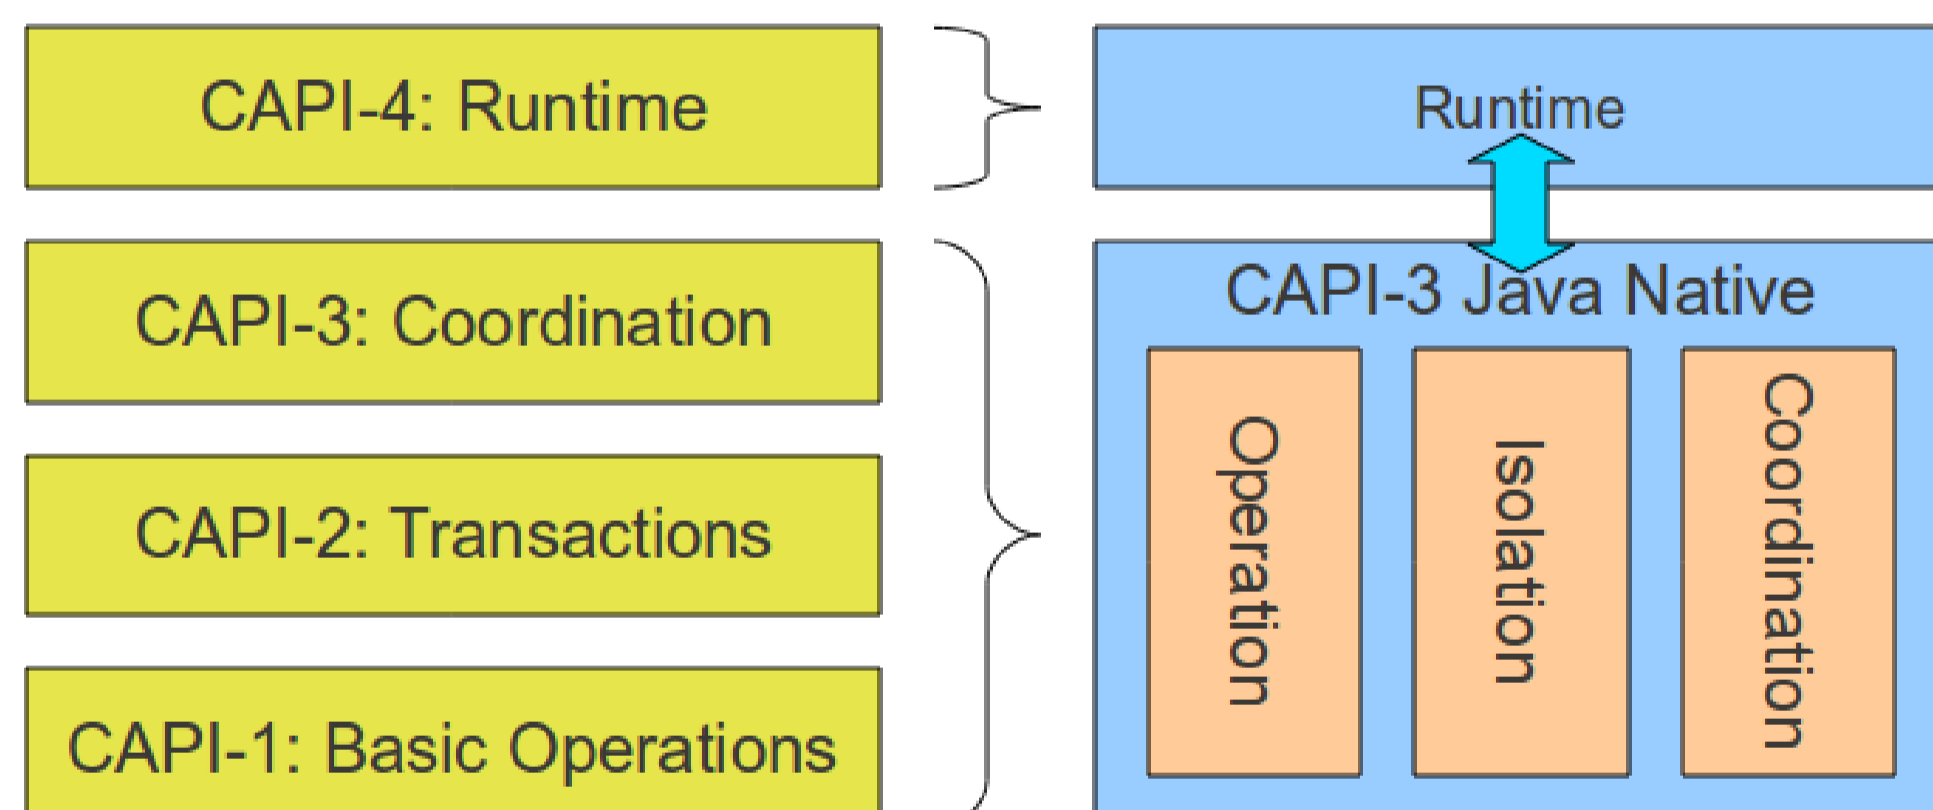 CAPI-4: Runtime
CAPI-3: Coordination
CAPI-2: Transactions
CAPI-1: Basic Operations
Runtime
CAPI-3 Java Native
Operation
Isolation
Coordination